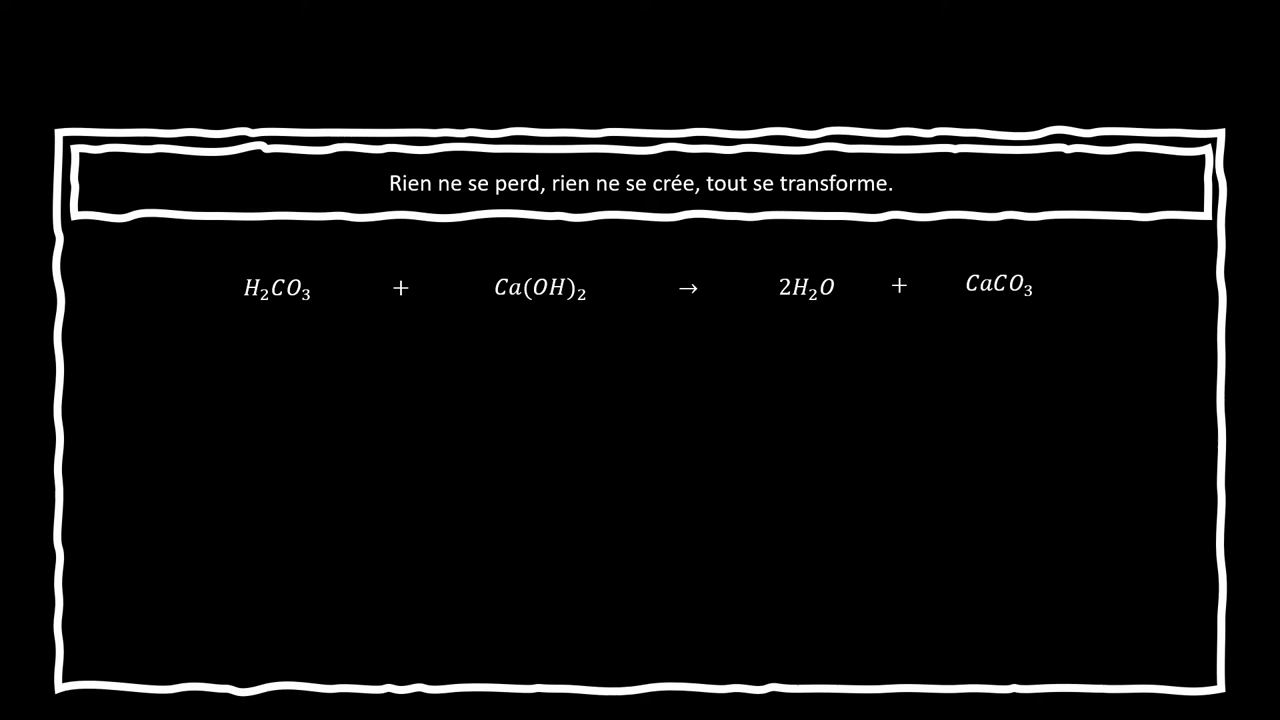 Rien ne se perd, rien ne se crée, tout se transforme.
H₂CO₃ + Ca(OH)₂ → 2H₂O + CaCO₃